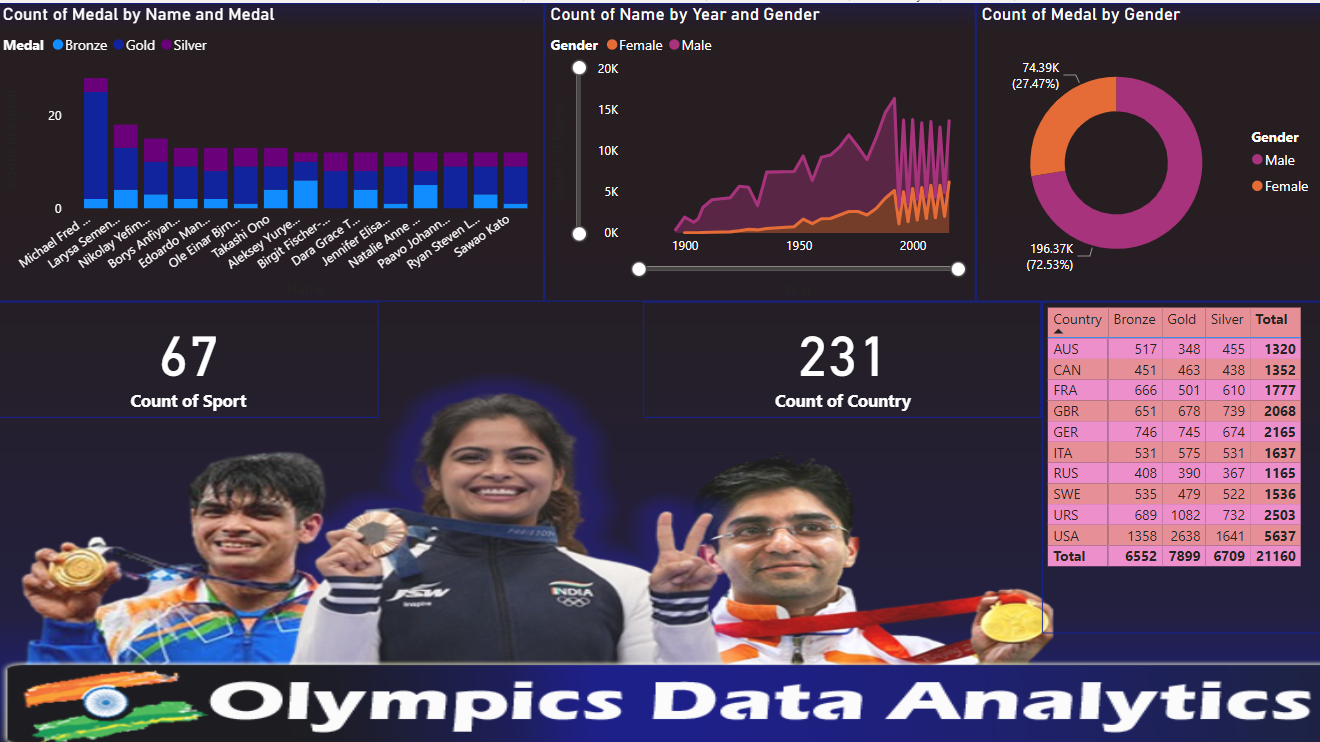 Count of Medal by Name and Medal
Medal Bronze Gold Silver
20
0
Michael Fred ...
Larysa Semen...
Nikolay Yefim...
Borys Anfiyan...
Edoardo Man...
Ole Einar Bjrn...
Takashi Ono
Aleksey Yurye...
Birgit Fischer-...
Dara Grace T...
Jennifer Elisa...
Natalie Anne ...
Paavo Johann...
Ryan Steven L...
Sawao Kato
Count of Name by Year and Gender
Gender Female Male
20K
15K
10K
5K
0K
1900 1950 2000
Count of Medal by Gender
74.39K
(27.47%)
196.37K
(72.53%)
Gender
Male
Female
67
Count of Sport
231
Count of Country
Country Bronze Gold Silver Total
AUS 517 348 455 1320
CAN 451 463 438 1352
FRA 666 501 610 1777
GBR 651 678 739 2068
GER 746 745 674 2165
ITA 531 575 531 1637
RUS 408 390 367 1165
SWE 535 479 522 1536
URS 689 1082 732 2503
USA 1358 2638 1641 5637
Total 6552 7899 6709 21160
JSW
Inspire
INDIA
Olympics Data Analytics